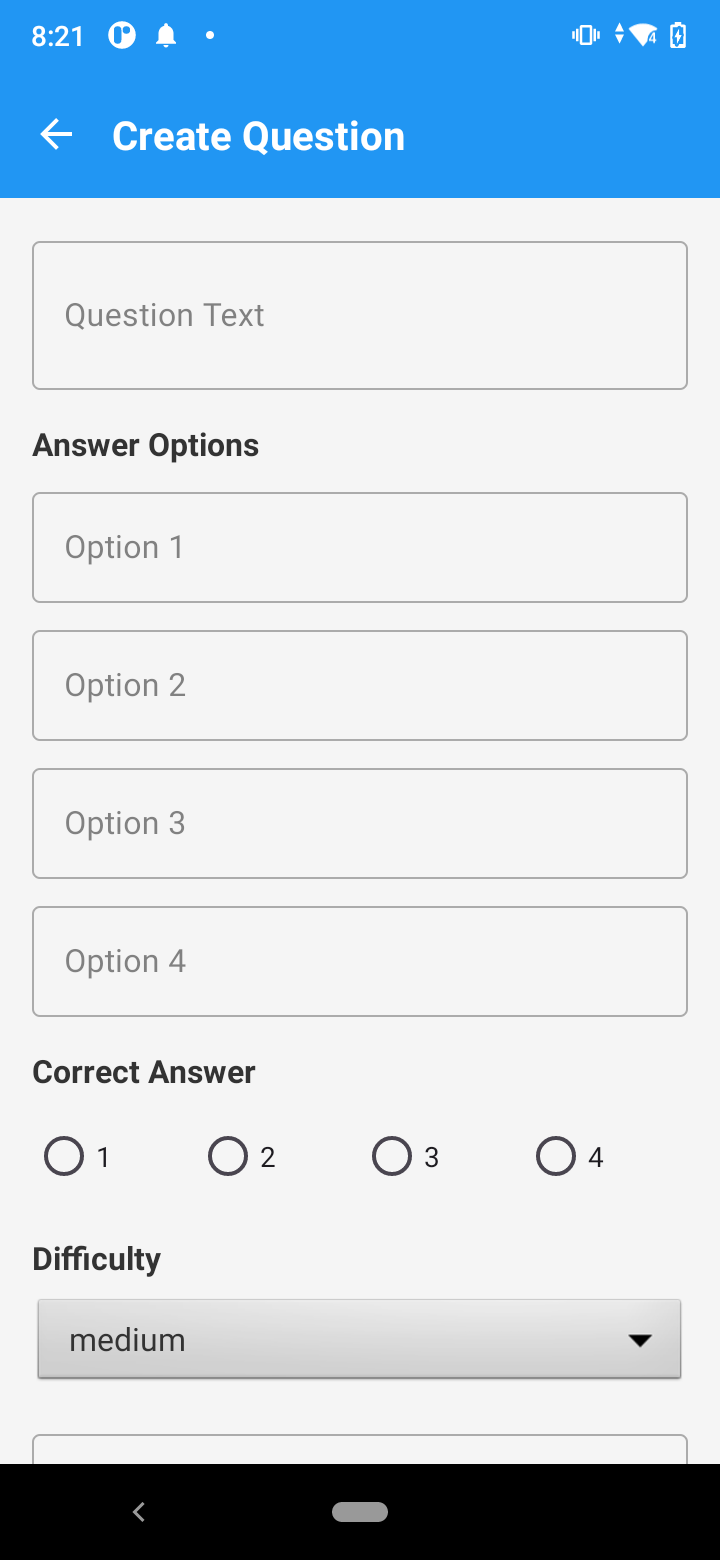 8:21
Create Question
Question Text
Answer Options
Option 1
Option 2
Option 3
Option 4
Correct Answer
1 2 3 4
Difficulty
medium